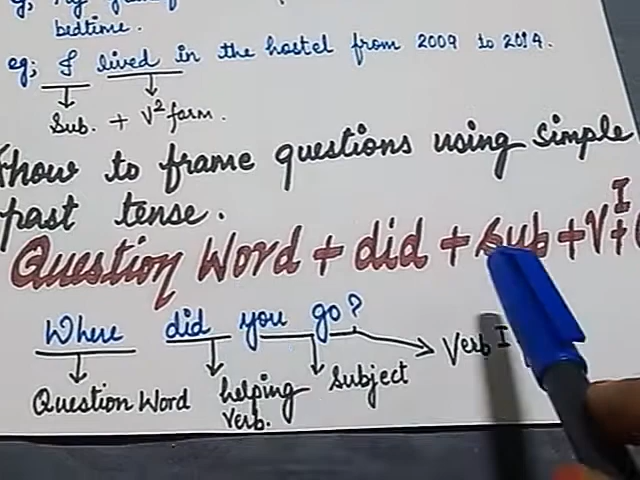 bedtime.
eg; I lived in the hostel from 2009 to 2014.
Sub. + V² form.
how to frame questions using Simple
past tense.
Question Word + did + Sub + V I +
Where did you go?
Question Word helping Verb. Subject Verb I